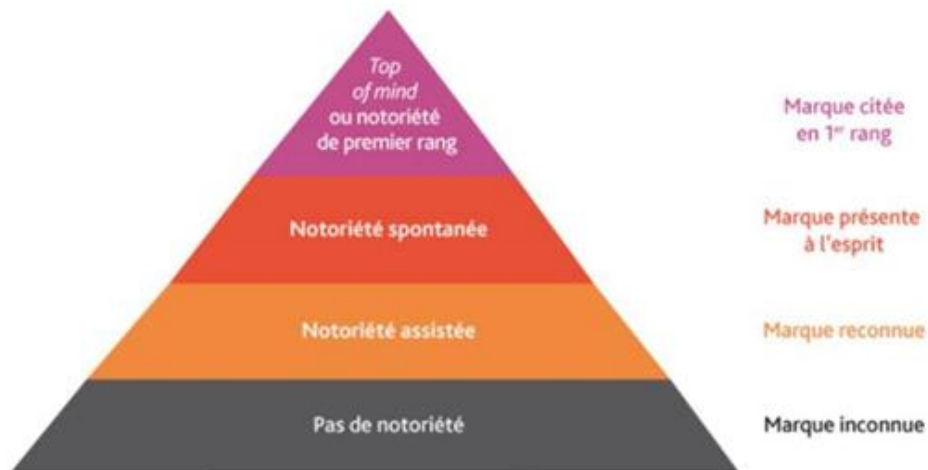 Top
of mind
ou notoriété
de premier rang
Marque citée
en 1er rang
Notoriété spontanée
Marque présente
à l'esprit
Notoriété assistée
Marque reconnue
Pas de notoriété
Marque inconnue